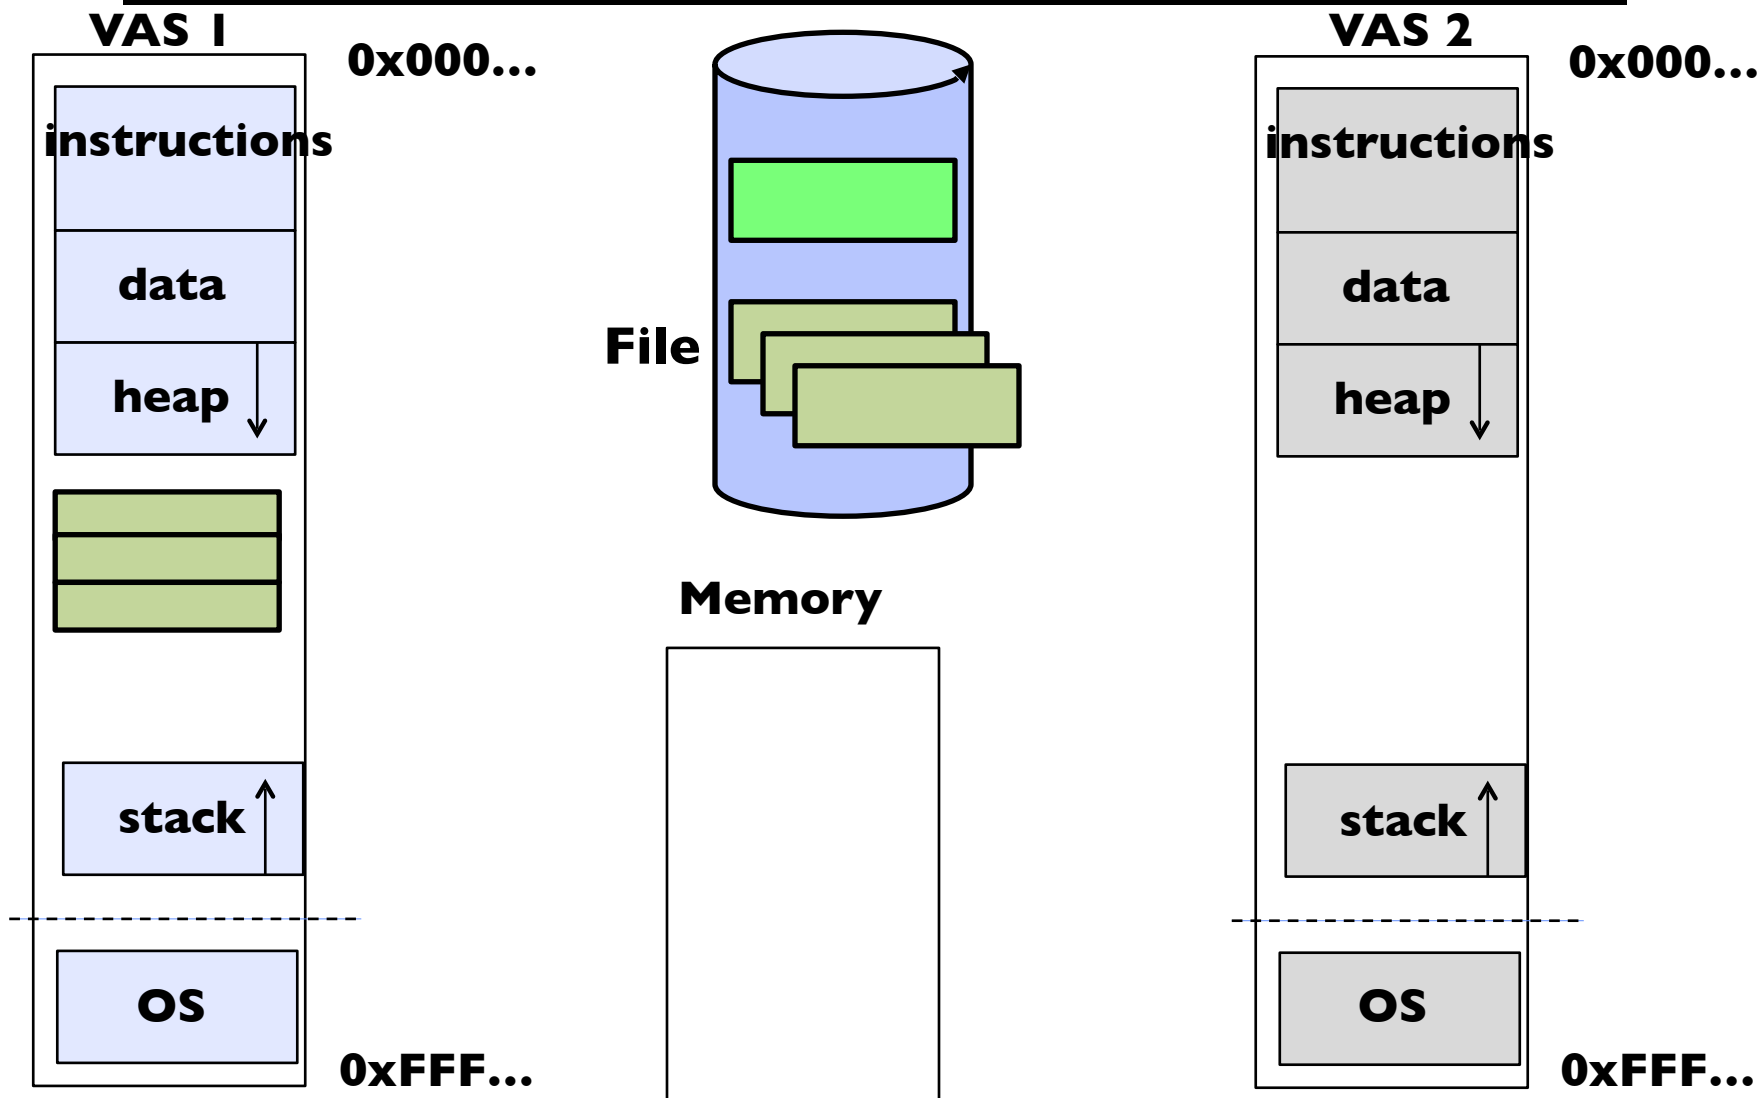 VAS 1
0x000...
instructions
data
heap
stack
OS
0xFFF...
File
Memory
VAS 2
0x000...
instructions
data
heap
stack
OS
0xFFF...